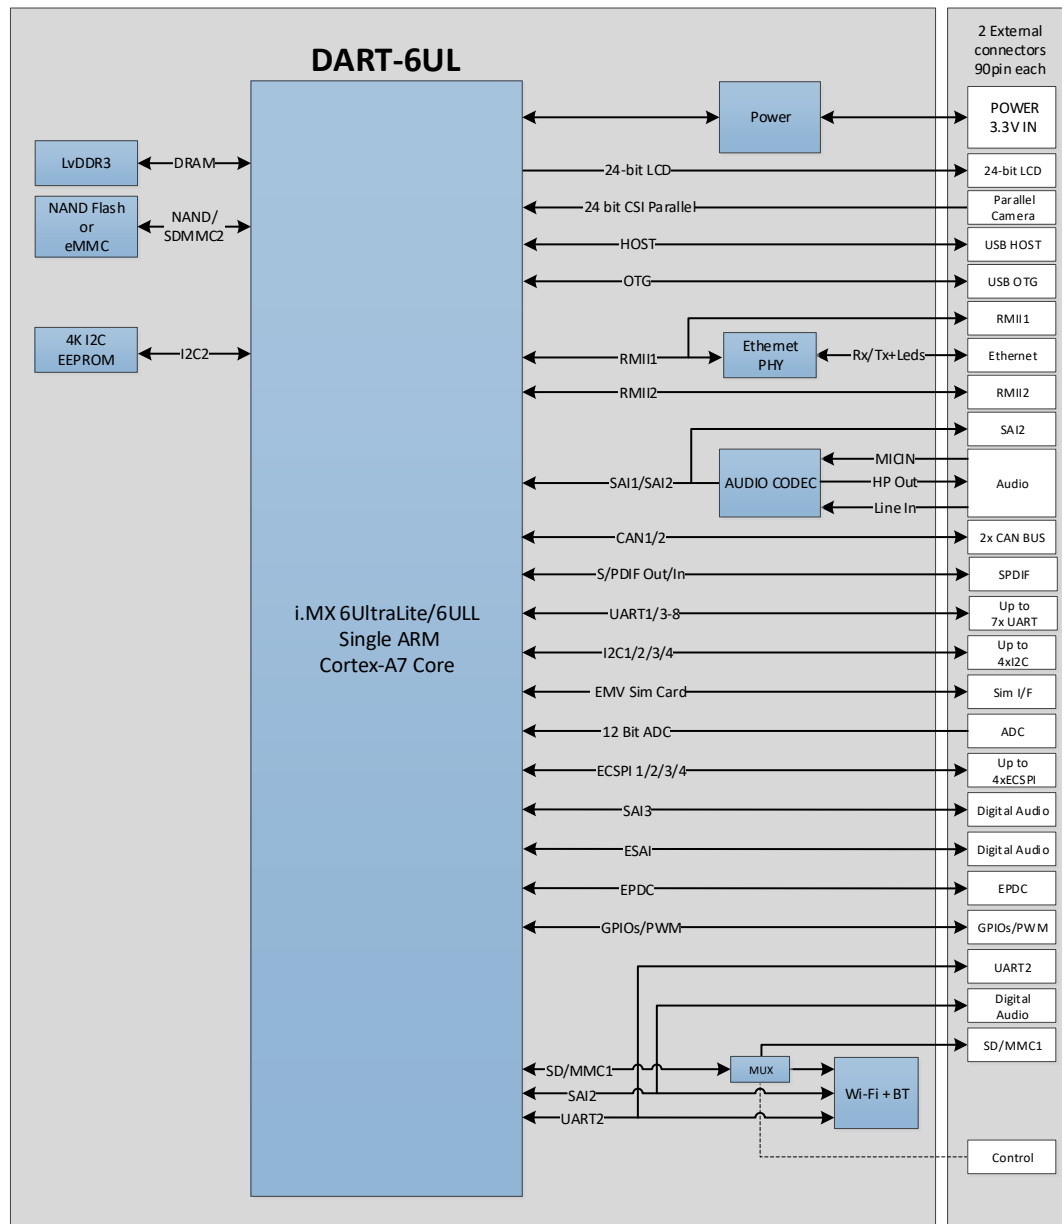 DART-6UL
2 External
connectors
90pin each
Power
POWER
3.3V IN
LvDDR3
DRAM
24-bit LCD
24-bit LCD
NAND Flash
or
eMMC
NAND/
SDMMC2
24 bit CSI Parallel
Parallel
Camera
HOST
USB HOST
OTG
USB OTG
RMII1
4K I2C
EEPROM
I2C2
RMII1
Ethernet
PHY
Rx/Tx+Leds
Ethernet
RMII2
RMII2
SAI2
SAI1/SAI2
AUDIO CODEC
MICIN
HP Out
Line In
Audio
CAN1/2
2x CAN BUS
S/PDIF Out/In
SPDIF
i.MX 6UltraLite/6ULL
Single ARM
Cortex-A7 Core
UART1/3-8
Up to
7x UART
I2C1/2/3/4
Up to
4xI2C
EMV Sim Card
Sim I/F
12 Bit ADC
ADC
ECSPI 1/2/3/4
Up to
4xECSPI
SAI3
Digital Audio
ESAI
Digital Audio
EPDC
EPDC
GPIOs/PWM
GPIOs/PWM
UART2
Digital
Audio
SD/MMC1
SD/MMC1
MUX
SAI2
Wi-Fi + BT
UART2
Control